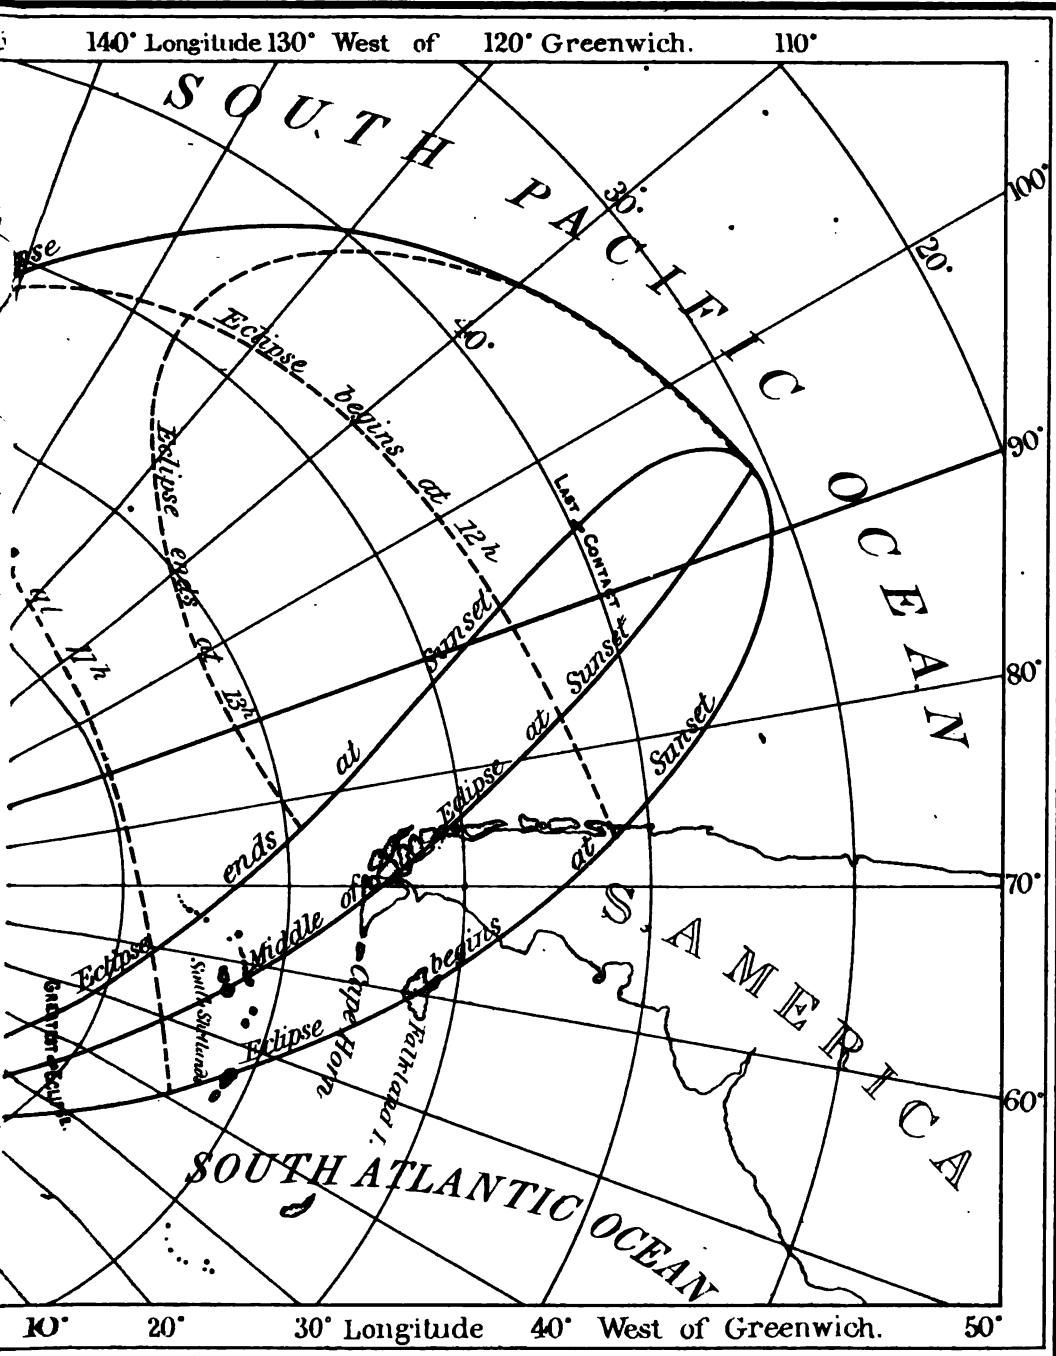 140° Longitude 130° West of 120° Greenwich. 110°
SOUTH PACIFIC OCEAN
100°
30°
20°
40°
90°
Eclipse begins at 12h
Eclipse ends at 13h
LAST CONTACT
11h
80°
Eclipse ends at Sunset
Middle of Eclipse at Sunset
Eclipse begins at Sunset
70°
S. AMERICA
GREATEST ECLIPSE.
South Shetlands
Cape Horn
Falkland I.
60°
SOUTH ATLANTIC OCEAN
10° 20° 30° Longitude 40° West of Greenwich. 50°